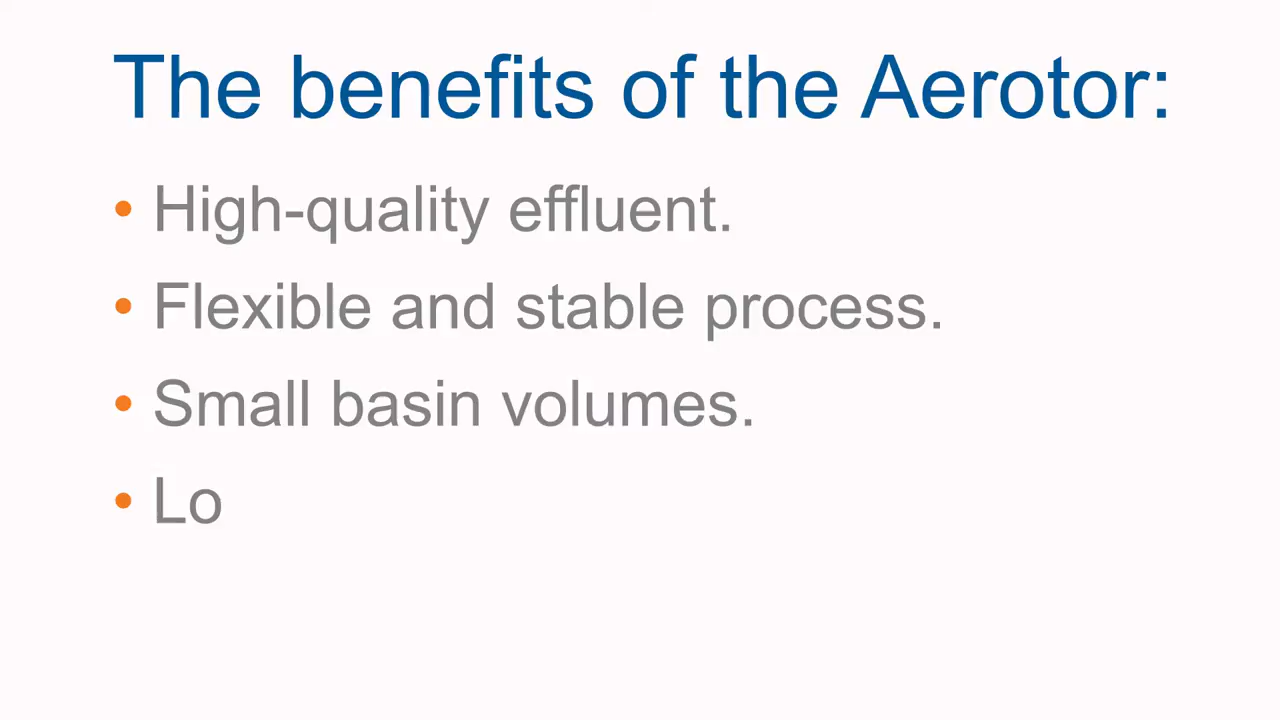 The benefits of the Aerotor:
• High-quality effluent.
• Flexible and stable process.
• Small basin volumes.
• Lo